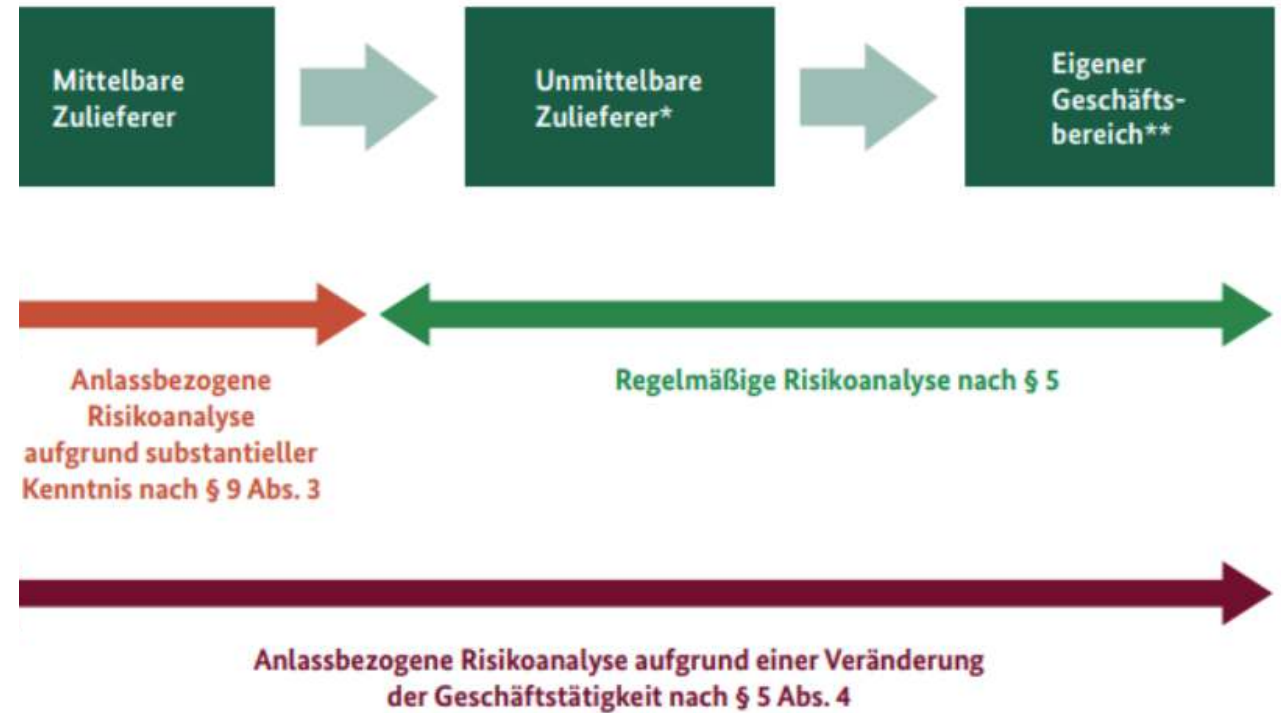 Mittelbare
Zulieferer
Unmittelbare
Zulieferer*
Eigener
Geschäfts-
bereich**
Anlassbezogene
Risikoanalyse
aufgrund substantieller
Kenntnis nach § 9 Abs. 3
Regelmäßige Risikoanalyse nach § 5
Anlassbezogene Risikoanalyse aufgrund einer Veränderung
der Geschäftstätigkeit nach § 5 Abs. 4